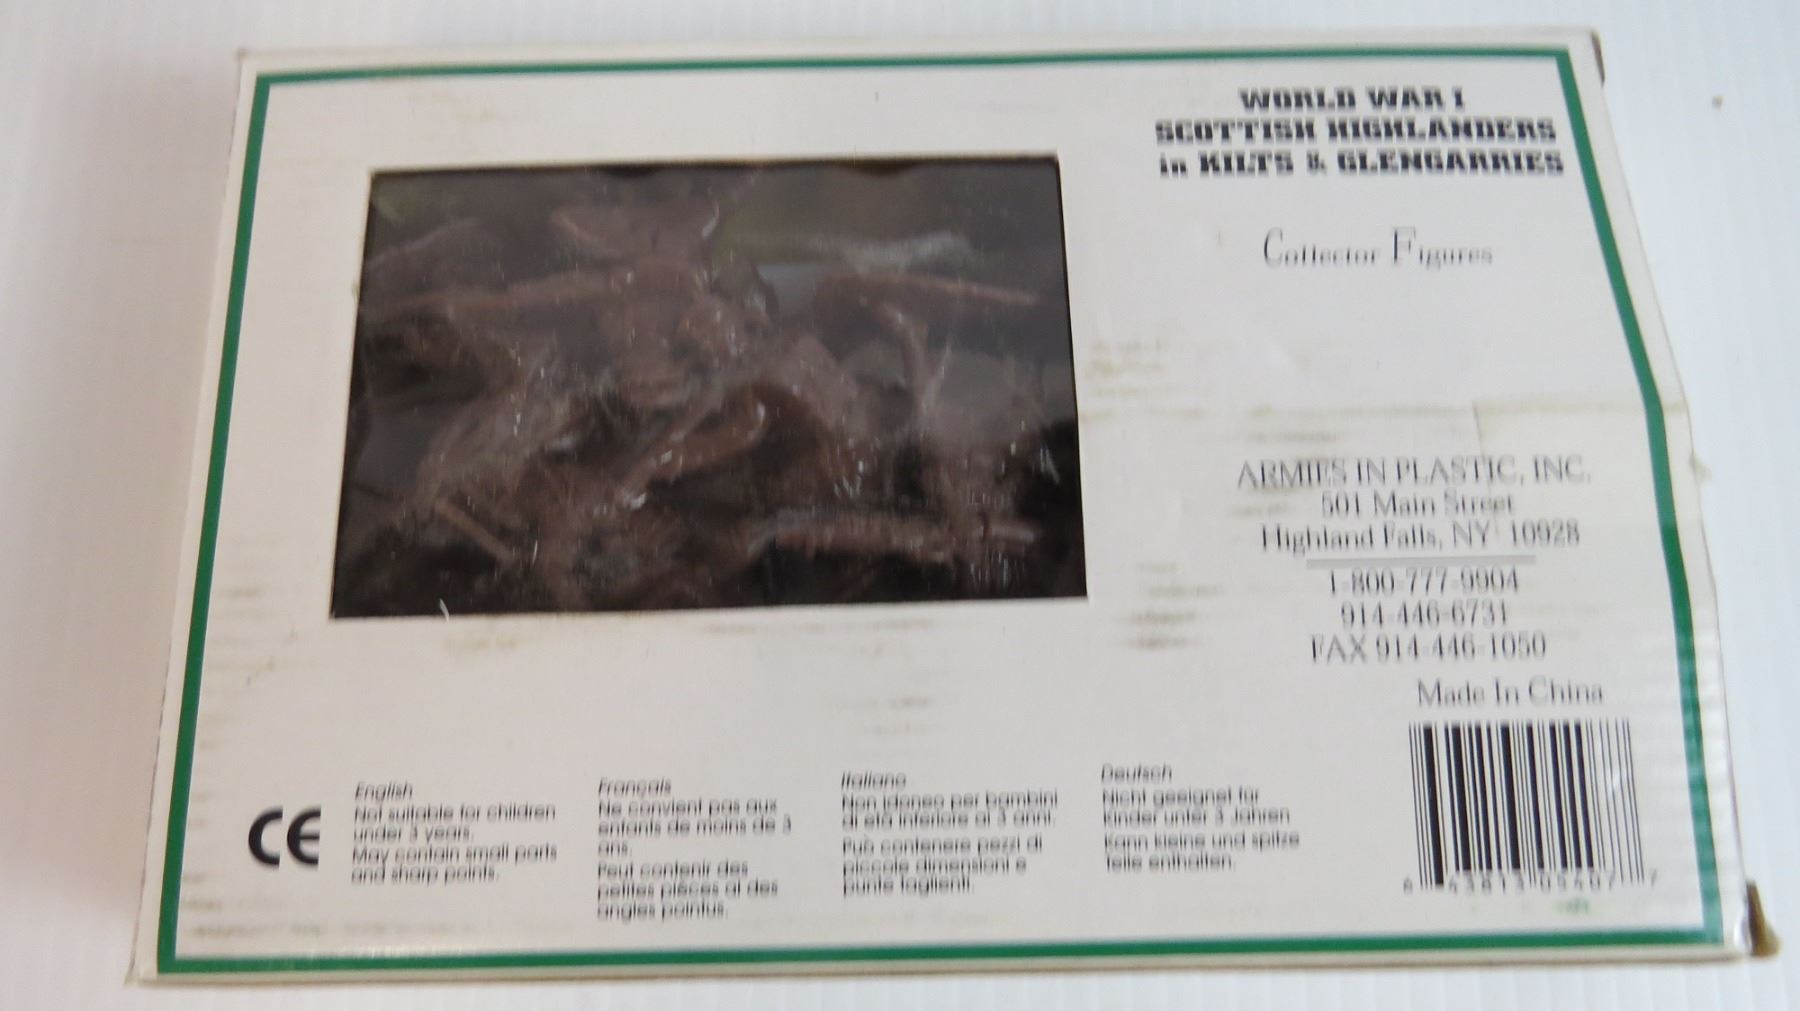 WORLD WAR I
SCOTTISH HIGHLANDERS
in KILTS & GLENGARRIES
Collector Figures
ARMIES IN PLASTIC, INC.
501 Main Street
Highland Falls, NY 10928
1-800-777-9904
914-446-6731
FAX 914-446-1050
Made In China
CE
English
Not suitable for children
under 3 years.
May contain small parts
and sharp points.
Français
Ne convient pas aux
enfants de moins de 3
ans.
Peut contenir des
petites pièces et des
angles pointus.
Italiano
Non idoneo per bambini
di età inferiore ai 3 anni.
Può contenere pezzi di
piccole dimensioni e
punte taglienti.
Deutsch
Nicht geeignet für
Kinder unter 3 Jahren
Kann kleine und spitze
Teile enthalten.
6 43813 05407 7